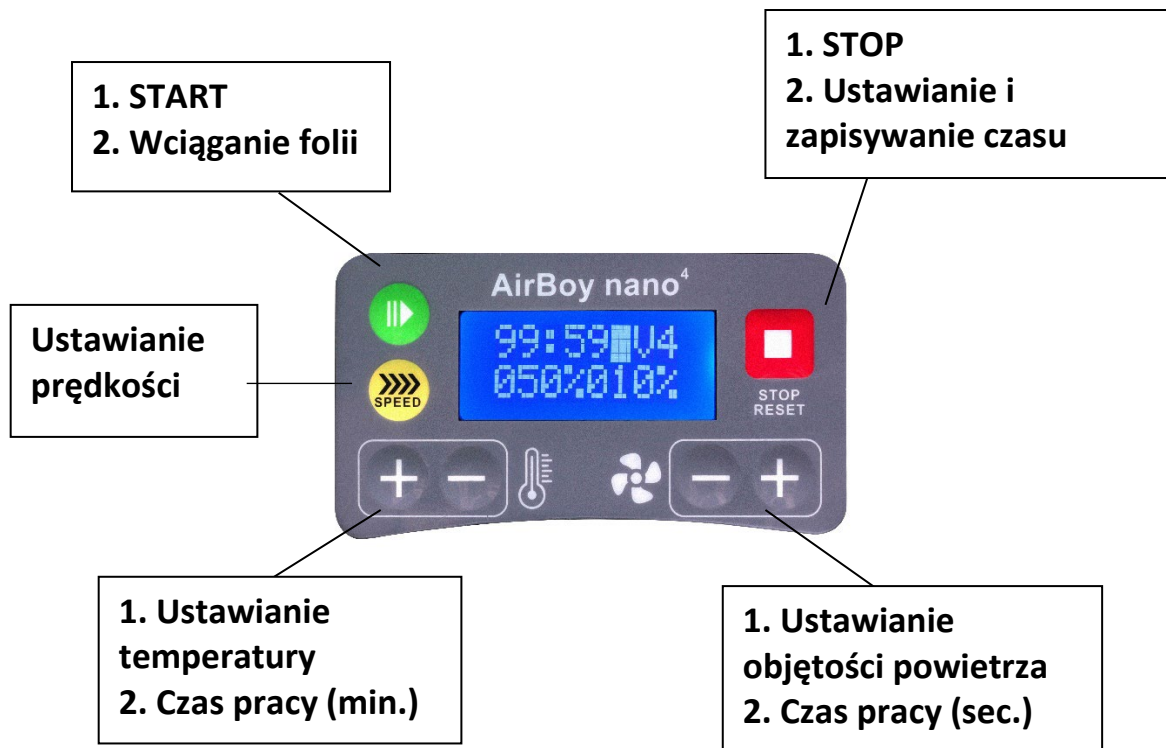 1. START
2. Wciąganie folii
1. STOP
2. Ustawianie i
zapisywanie czasu
Ustawianie
prędkości
AirBoy nano⁴
99:59 V4
050%010%
SPEED
STOP
RESET
1. Ustawianie
temperatury
2. Czas pracy (min.)
1. Ustawianie
objętości powietrza
2. Czas pracy (sec.)